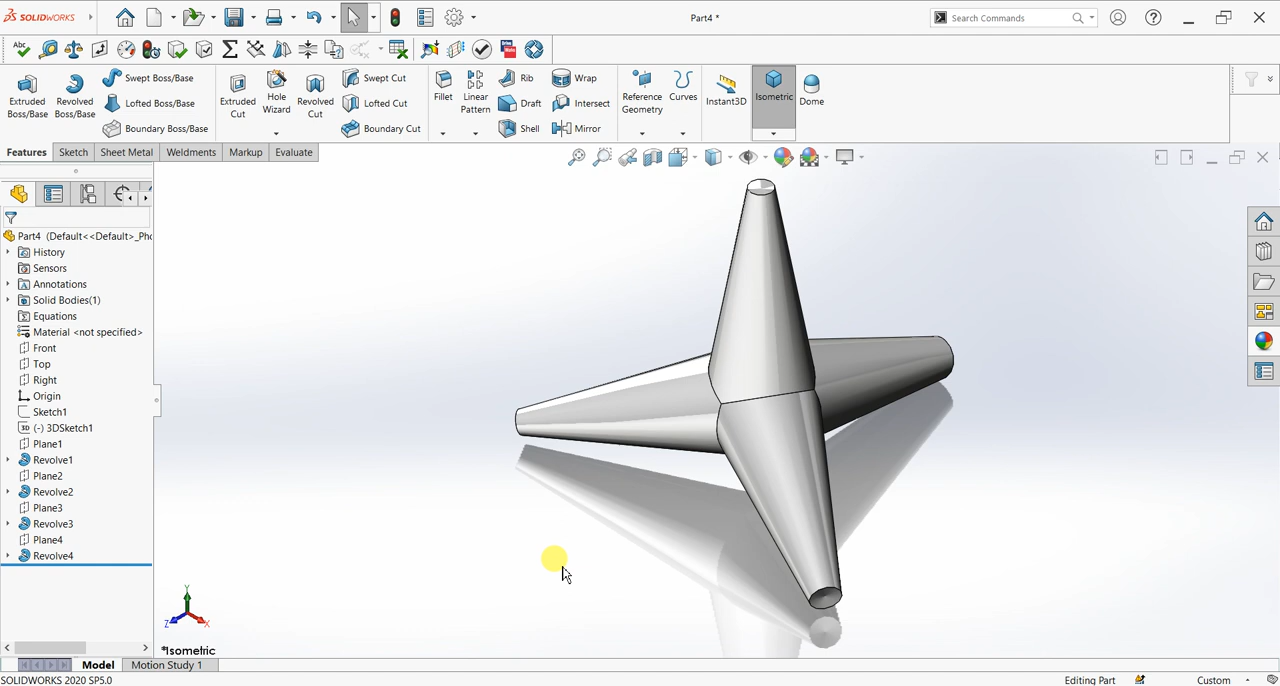 SOLIDWORKS
Part4 *
Search Commands
Extruded Boss/Base
Revolved Boss/Base
Swept Boss/Base
Lofted Boss/Base
Boundary Boss/Base
Extruded Cut
Hole Wizard
Revolved Cut
Swept Cut
Lofted Cut
Boundary Cut
Fillet
Linear Pattern
Rib
Draft
Shell
Wrap
Intersect
Mirror
Reference Geometry
Curves
Instant3D
Isometric
Dome
Features
Sketch
Sheet Metal
Weldments
Markup
Evaluate
Part4 (Default<<Default>_Pho
History
Sensors
Annotations
Solid Bodies(1)
Equations
Material <not specified>
Front
Top
Right
Origin
Sketch1
(-) 3DSketch1
Plane1
Revolve1
Plane2
Revolve2
Plane3
Revolve3
Plane4
Revolve4
Y
Z
X
*Isometric
Model
Motion Study 1
SOLIDWORKS 2020 SP5.0
Editing Part
Custom